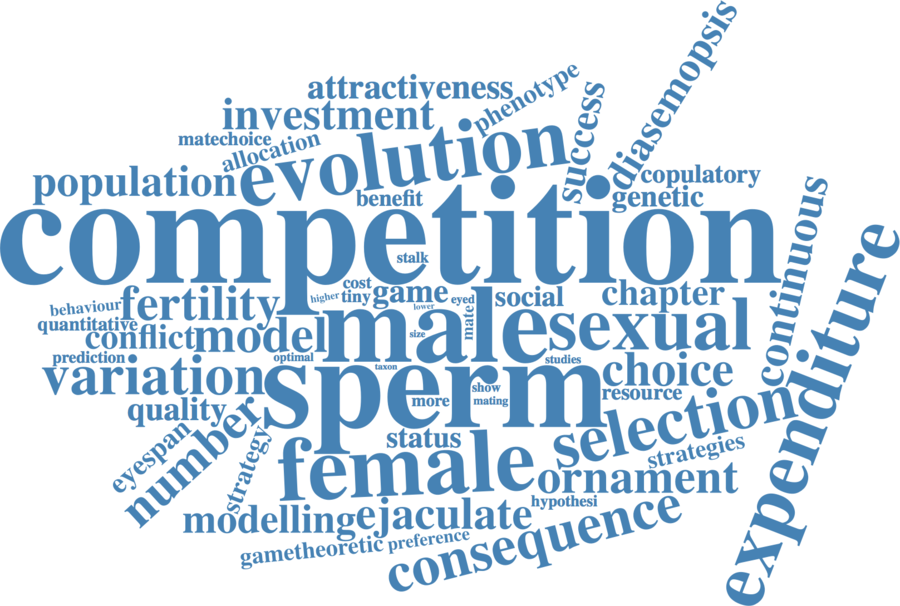 diasemopsis
attractiveness
phenotype
investment
success
matechoice
allocation
evolution
population
copulatory
benefit
genetic
competition
continuous
stalk
expenditure
cost
behaviour
fertility
higher
tiny
game
lower
eyed
social
chapter
quantitative
conflict
model
male
size
mate
sexual
prediction
optimal
taxon
studies
variation
sperm
choice
more
show
mating
resource
quality
number
eyespan
strategy
status
selection
strategies
female
ornament
hypothesi
modelling
ejaculate
consequence
gametheoretic
preference